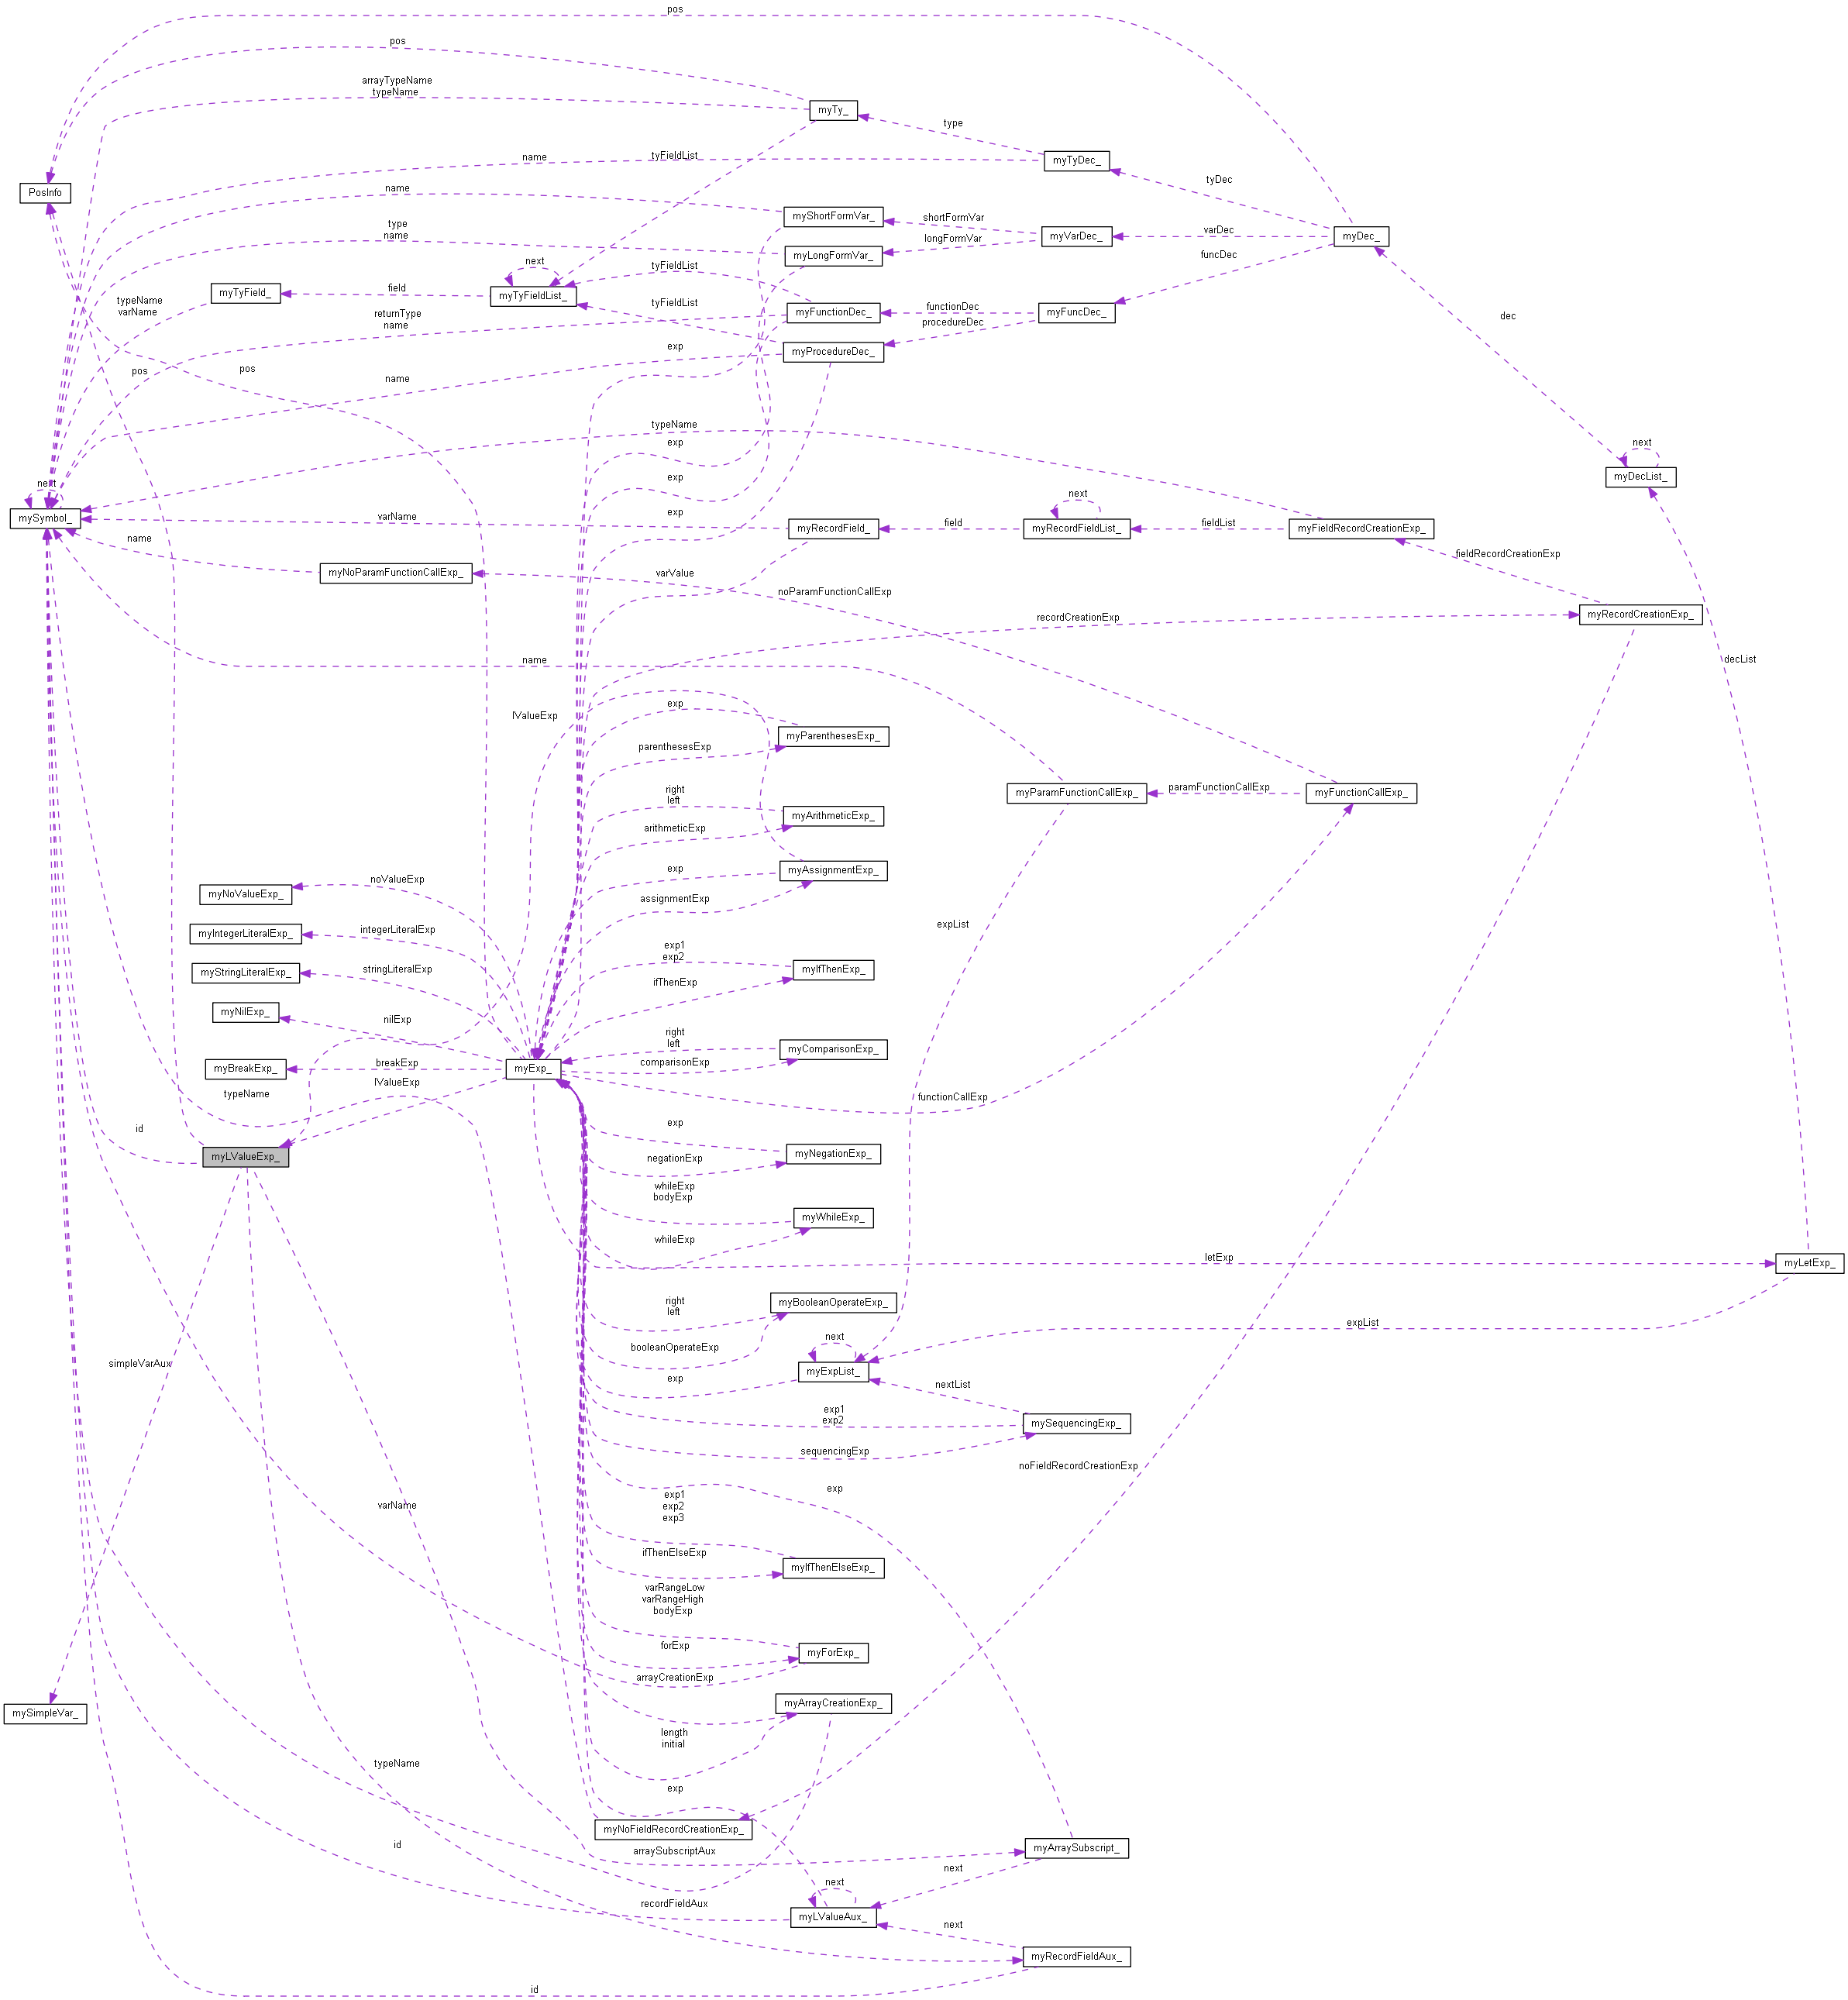 pos
pos
arrayTypeName
typeName
myTy_
type
name
tyFieldList
myTyDec_
PosInfo
tyDec
name
myShortFormVar_
shortFormVar
type
name
longFormVar
myVarDec_
varDec
myDec_
myLongFormVar_
funcDec
next
tyFieldList
field
myTyField_
myTyFieldList_
typeName
varName
tyFieldList
returnType
name
functionDec
myFunctionDec_
myFuncDec_
dec
procedureDec
exp
myProcedureDec_
pos
pos
name
typeName
exp
next
myDecList_
exp
next
next
mySymbol_
exp
varName
myRecordField_
field
myRecordFieldList_
fieldList
myFieldRecordCreationExp_
name
fieldRecordCreationExp
myNoParamFunctionCallExp_
varValue
noParamFunctionCallExp
recordCreationExp
myRecordCreationExp_
name
decList
lValueExp
exp
myParenthesesExp_
parenthesesExp
right
left
myParamFunctionCallExp_
paramFunctionCallExp
myFunctionCallExp_
myArithmeticExp_
arithmeticExp
exp
myAssignmentExp_
noValueExp
myNoValueExp_
assignmentExp
integerLiteralExp
myIntegerLiteralExp_
expList
exp1
exp2
stringLiteralExp
myStringLiteralExp_
myIfThenExp_
ifThenExp
myNilExp_
nilExp
right
left
myComparisonExp_
breakExp
myBreakExp_
myExp_
comparisonExp
lValueExp
typeName
functionCallExp
id
exp
myLValueExp_
myNegationExp_
negationExp
whileExp
bodyExp
myWhileExp_
whileExp
letExp
myLetExp_
right
left
myBooleanOperateExp_
expList
next
booleanOperateExp
simpleVarAux
myExpList_
exp
nextList
exp1
exp2
mySequencingExp_
sequencingExp
noFieldRecordCreationExp
exp
exp1
exp2
exp3
varName
ifThenElseExp
myIfThenElseExp_
varRangeLow
varRangeHigh
bodyExp
forExp
myForExp_
arrayCreationExp
myArrayCreationExp_
mySimpleVar_
length
initial
typeName
exp
myNoFieldRecordCreationExp_
id
arraySubscriptAux
myArraySubscript_
next
next
recordFieldAux
myLValueAux_
next
myRecordFieldAux_
id